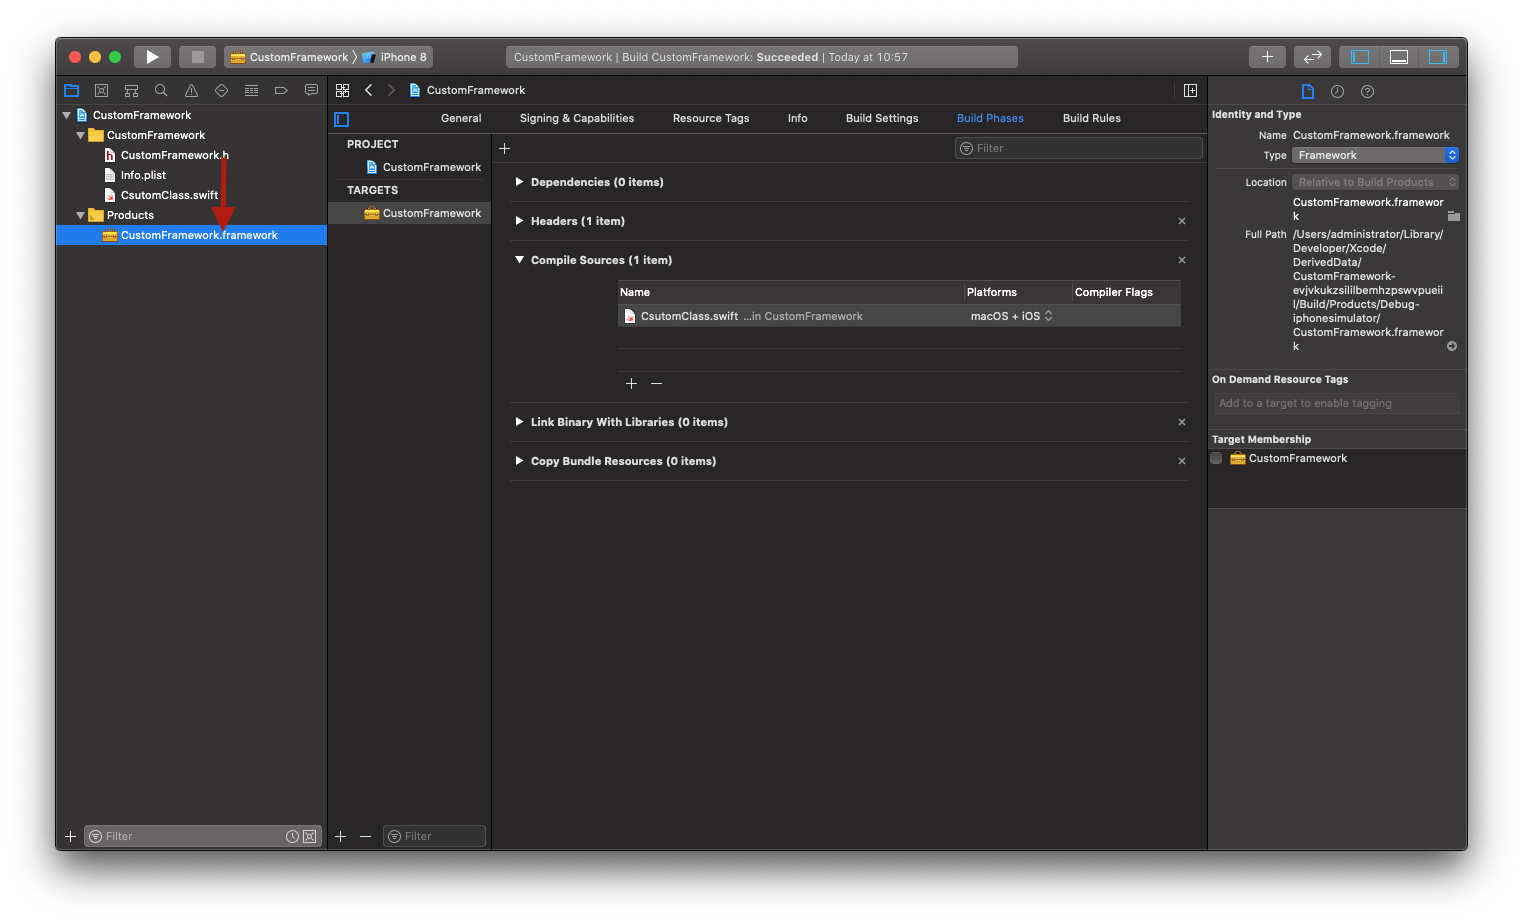 CustomFramework 〉 iPhone 8
CustomFramework | Build CustomFramework: Succeeded | Today at 10:57
CustomFramework
CustomFramework
CustomFramework.h
Info.plist
CsutomClass.swift
Products
CustomFramework.framework
Filter
CustomFramework
General
Signing & Capabilities
Resource Tags
Info
Build Settings
Build Phases
Build Rules
PROJECT
CustomFramework
TARGETS
CustomFramework
Filter
Filter
Dependencies (0 items)
Headers (1 item)
Compile Sources (1 item)
Name Platforms Compiler Flags
CsutomClass.swift ...in CustomFramework macOS + iOS
Link Binary With Libraries (0 items)
Copy Bundle Resources (0 items)
Identity and Type
Name CustomFramework.framework
Type Framework
Location Relative to Build Products
CustomFramework.framewor
k
Full Path /Users/administrator/Library/
Developer/Xcode/
DerivedData/
CustomFramework-
evjvkukzsililbemhzpswvpueii
l/Build/Products/Debug-
iphonesimulator/
CustomFramework.framewor
k
On Demand Resource Tags
Add to a target to enable tagging
Target Membership
CustomFramework